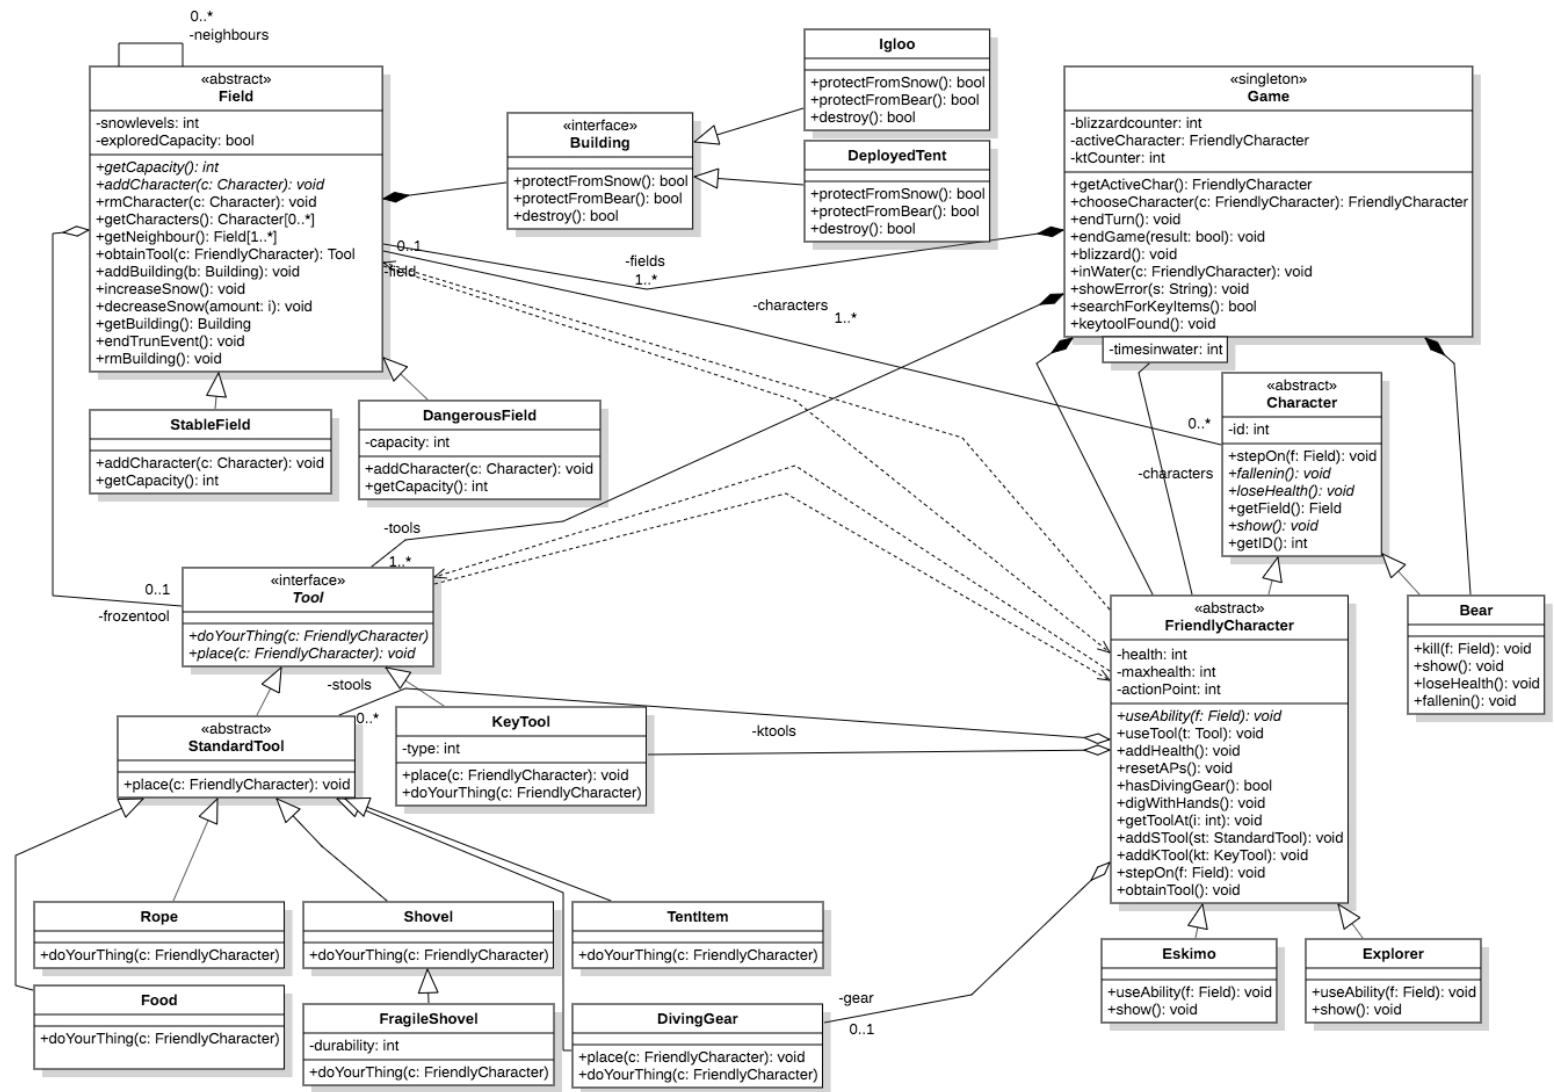 0..*
-neighbours
«abstract»
Field
-snowlevels: int
-exploredCapacity: bool
+getCapacity(): int
+addCharacter(c: Character): void
+rmCharacter(c: Character): void
+getCharacters(): Character[0..*]
+getNeighbour(): Field[1..*]
+obtainTool(c: FriendlyCharacter): Tool
+addBuilding(b: Building): void
+increaseSnow(): void
+decreaseSnow(amount: i): void
+getBuilding(): Building
+endTrunEvent(): void
+rmBuilding(): void
«interface»
Building
+protectFromSnow(): bool
+protectFromBear(): bool
+destroy(): bool
Igloo
+protectFromSnow(): bool
+protectFromBear(): bool
+destroy(): bool
DeployedTent
+protectFromSnow(): bool
+protectFromBear(): bool
+destroy(): bool
«singleton»
Game
-blizzardcounter: int
-activeCharacter: FriendlyCharacter
-ktCounter: int
+getActiveChar(): FriendlyCharacter
+chooseCharacter(c: FriendlyCharacter): FriendlyCharacter
+endTurn(): void
+endGame(result: bool): void
+blizzard(): void
+inWater(c: FriendlyCharacter): void
+showError(s: String): void
+searchForKeyItems(): bool
+keytoolFound(): void
-timesinwater: int
0..1
-field
-fields
1..*
-characters
1..*
0..*
-characters
«abstract»
Character
-id: int
+stepOn(f: Field): void
+fallenin(): void
+loseHealth(): void
+getField(): Field
+show(): void
+getID(): int
StableField
+addCharacter(c: Character): void
+getCapacity(): int
DangerousField
-capacity: int
+addCharacter(c: Character): void
+getCapacity(): int
-tools
1..*
0..1
-frozentool
«interface»
Tool
+doYourThing(c: FriendlyCharacter)
+place(c: FriendlyCharacter): void
«abstract»
FriendlyCharacter
-health: int
-maxhealth: int
-actionPoint: int
+useAbility(f: Field): void
+useTool(t: Tool): void
+addHealth(): void
+resetAPs(): void
+hasDivingGear(): bool
+digWithHands(): void
+getToolAt(i: int): void
+addSTool(st: StandardTool): void
+addKTool(kt: KeyTool): void
+stepOn(f: Field): void
+obtainTool(): void
Bear
+kill(f: Field): void
+show(): void
+loseHealth(): void
+fallenin(): void
-stools
0..*
-ktools
«abstract»
StandardTool
+place(c: FriendlyCharacter): void
KeyTool
-type: int
+place(c: FriendlyCharacter): void
+doYourThing(c: FriendlyCharacter)
Rope
+doYourThing(c: FriendlyCharacter)
Shovel
+doYourThing(c: FriendlyCharacter)
TentItem
+doYourThing(c: FriendlyCharacter)
Eskimo
+useAbility(f: Field): void
+show(): void
Explorer
+useAbility(f: Field): void
+show(): void
Food
+doYourThing(c: FriendlyCharacter)
FragileShovel
-durability: int
+doYourThing(c: FriendlyCharacter)
DivingGear
+place(c: FriendlyCharacter): void
+doYourThing(c: FriendlyCharacter)
-gear
0..1